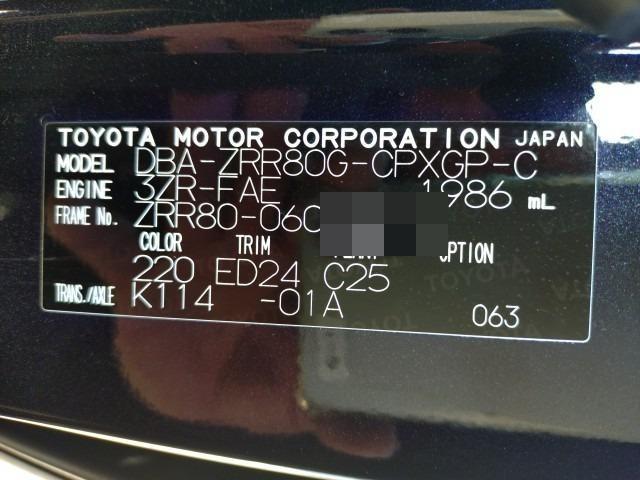 TOYOTA MOTOR CORPORATION JAPAN
MODEL DBA-ZRR80G-CPXGP-C
ENGINE 3ZR-FAE 1986 mL
FRAME No. ZRR80-060
COLOR TRIM
220 ED24 C25
TRANS./AXLE K114 -01A
063